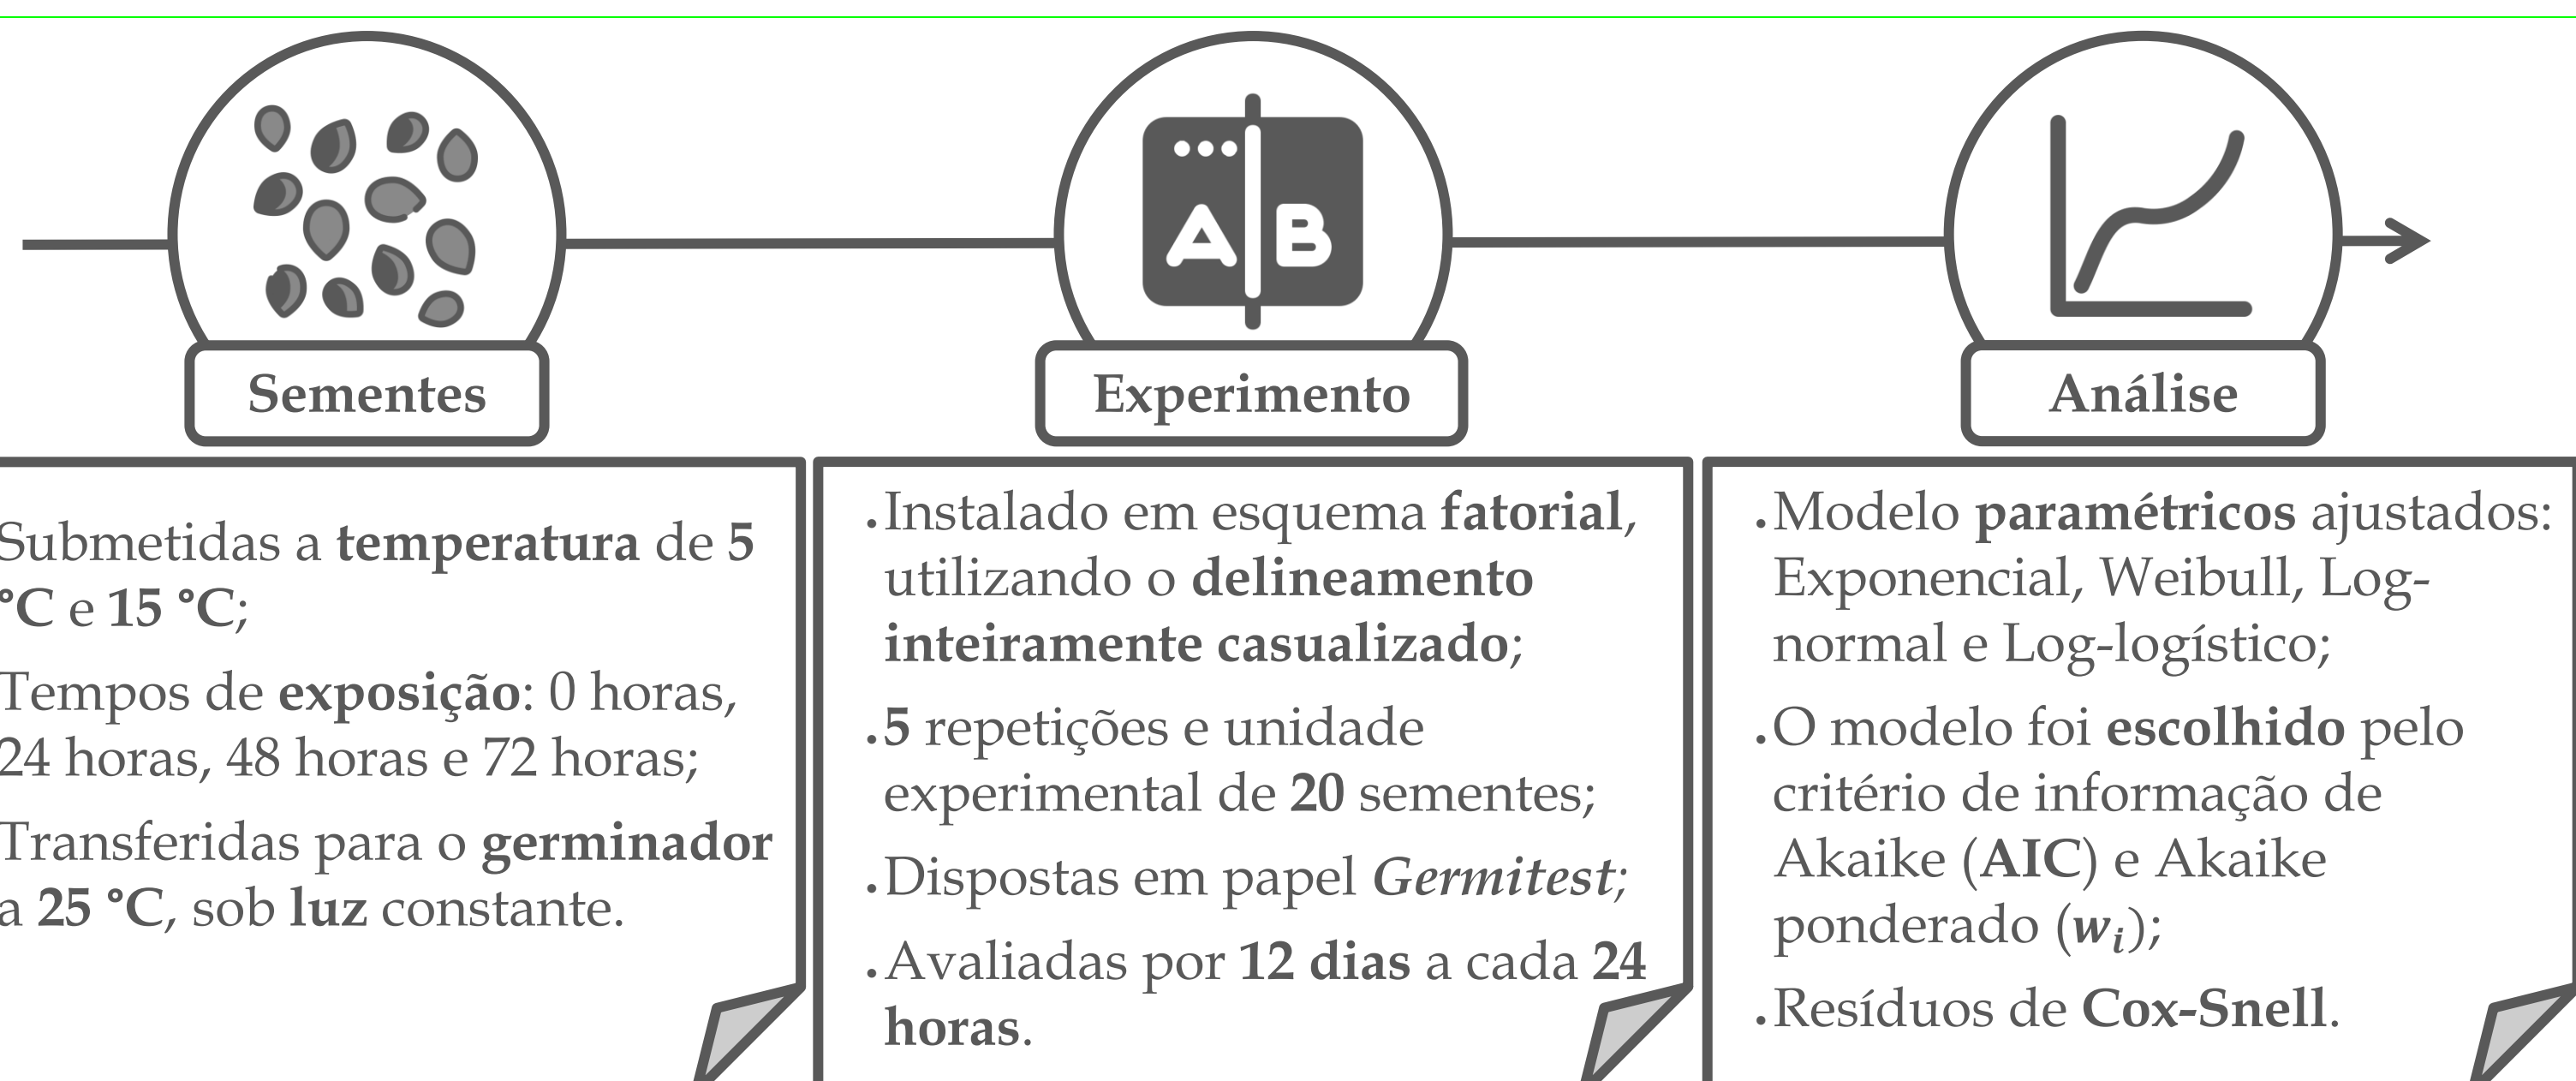 A B
Sementes
Experimento
Análise
Submetidas a temperatura de 5
°C e 15 °C;
Tempos de exposição: 0 horas,
24 horas, 48 horas e 72 horas;
Transferidas para o germinador
a 25 °C, sob luz constante.
.Instalado em esquema fatorial,
utilizando o delineamento
inteiramente casualizado;
.5 repetições e unidade
experimental de 20 sementes;
.Dispostas em papel Germitest;
.Avaliadas por 12 dias a cada 24
horas.
.Modelo paramétricos ajustados:
Exponencial, Weibull, Log-
normal e Log-logístico;
.O modelo foi escolhido pelo
critério de informação de
Akaike (AIC) e Akaike
ponderado (wᵢ);
.Resíduos de Cox-Snell.